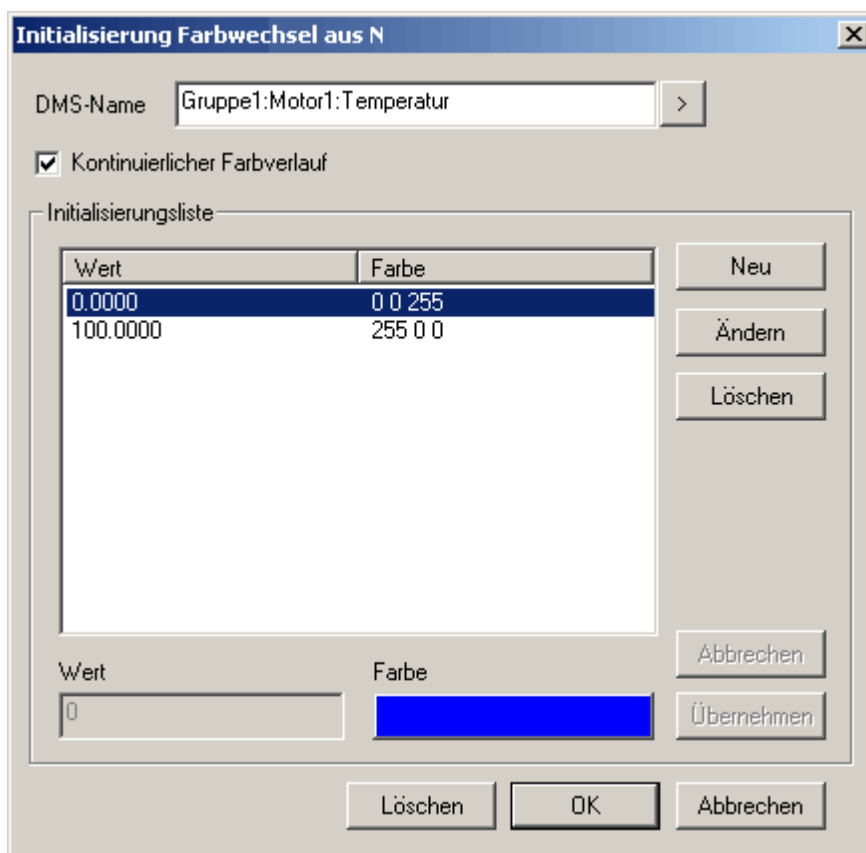 Initialisierung Farbwechsel aus N
DMS-Name Gruppe1:Motor1:Temperatur >
Kontinuierlicher Farbverlauf
Initialisierungsliste
Wert Farbe Neu
0.0000 0 0 255
100.0000 255 0 0 Ändern
Löschen
Abbrechen
Wert Farbe
0 Übernehmen
Löschen OK Abbrechen